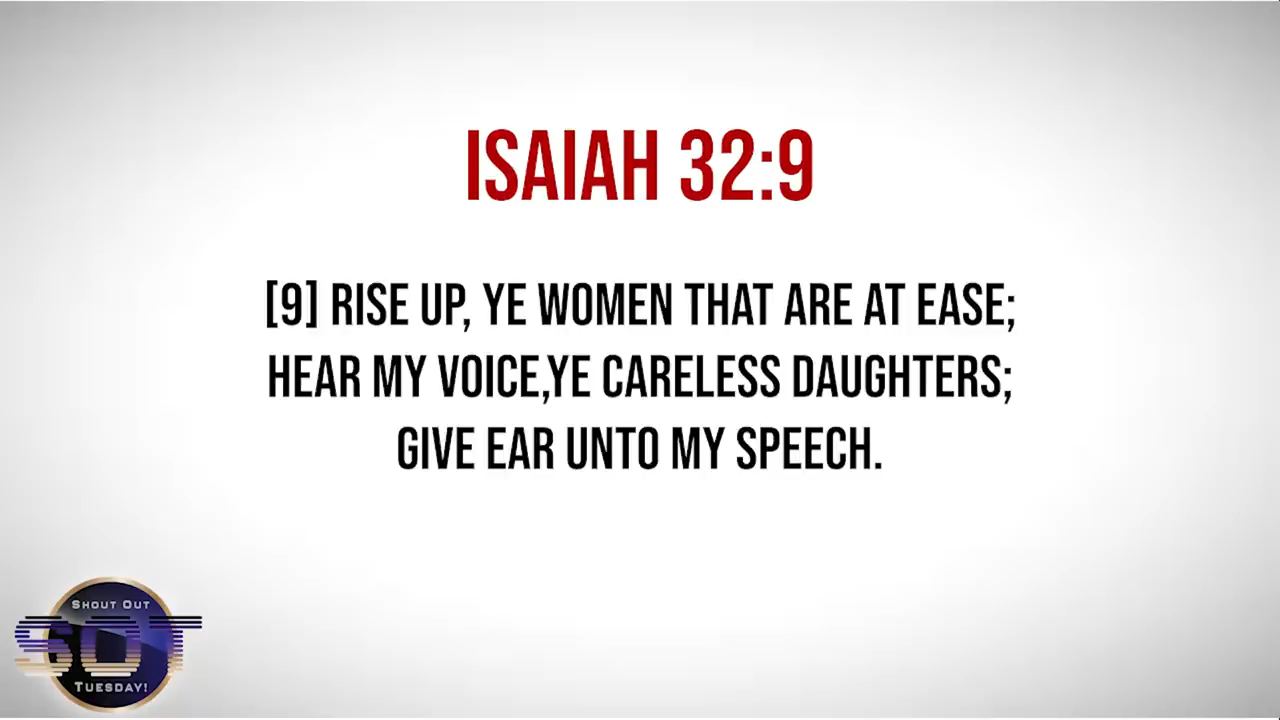 ISAIAH 32:9
[9] RISE UP, YE WOMEN THAT ARE AT EASE;
HEAR MY VOICE,YE CARELESS DAUGHTERS;
GIVE EAR UNTO MY SPEECH.
SHOUT OUT
SOT
TUESDAY!